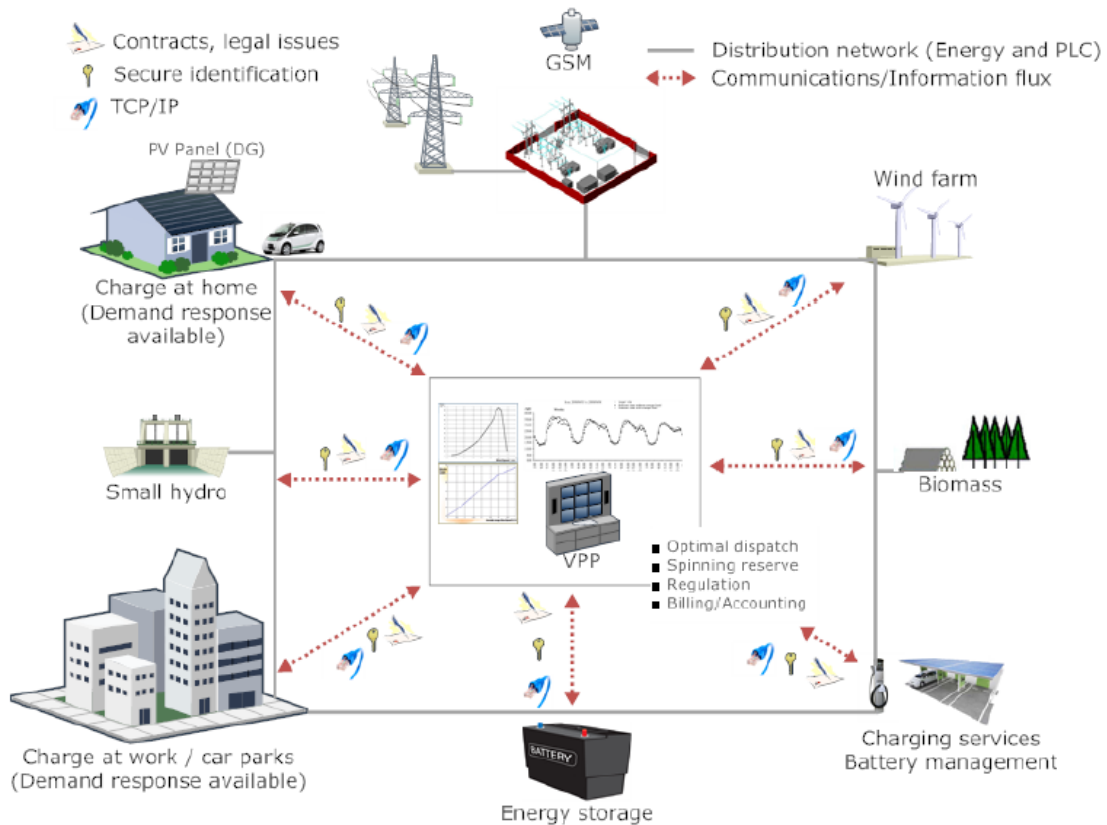 Contracts, legal issues
Secure identification
TCP/IP
GSM
Distribution network (Energy and PLC)
Communications/Information flux
PV Panel (DG)
Wind farm
Charge at home
(Demand response
available)
Small hydro
Biomass
VPP
Optimal dispatch
Spinning reserve
Regulation
Billing/Accounting
Charge at work / car parks
(Demand response available)
BATTERY
Energy storage
Charging services
Battery management